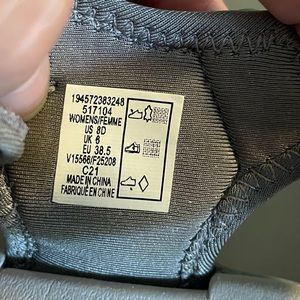 194572383248
517104
WOMENS/FEMME
US 8D
UK 6
EU 38.5
V15566/F25208
C21
MADE IN CHINA
FABRIQUÉ EN CHINE